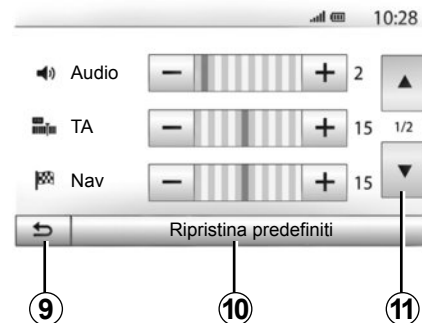 10:28
Audio − + 2
TA − + 15
1/2
Nav − + 15
Ripristina predefiniti
9 10 11